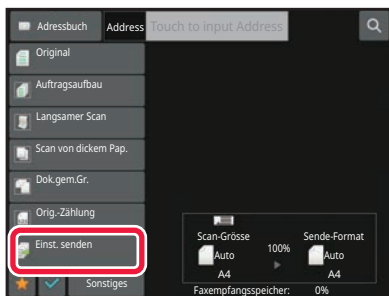 Adressbuch Address Touch to input Address
Original
Auftragsaufbau
Langsamer Scan
Scan von dickem Pap.
Dok.gem.Gr.
Orig.-Zählung
Einst. senden
Sonstiges
Scan-Grösse Sende-Format
Auto 100% Auto
A4 A4
Faxempfangsspeicher: 0%